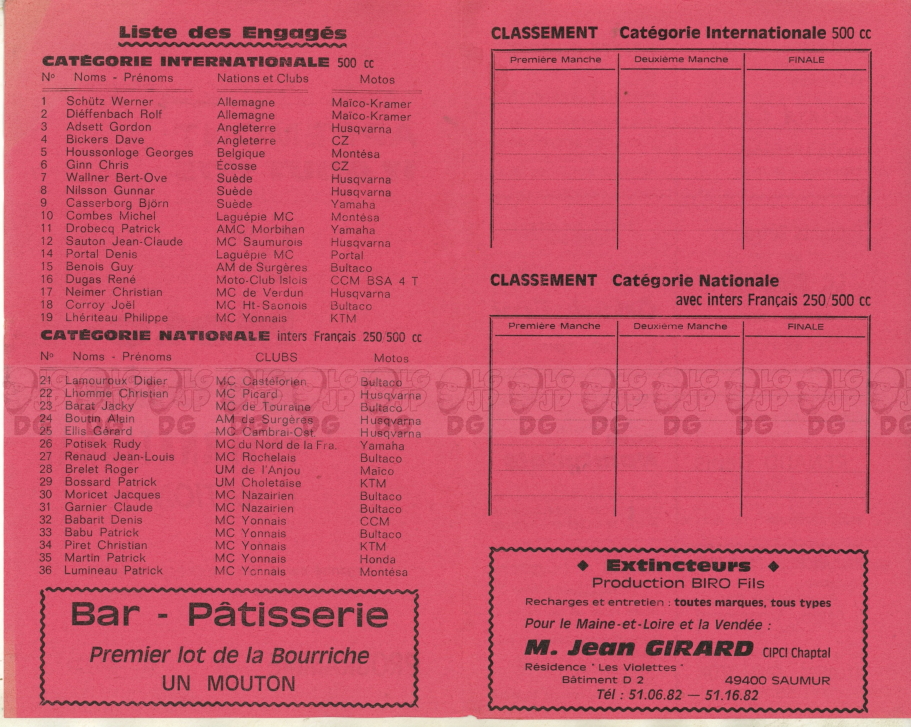 Liste des Engagés
CATÉGORIE INTERNATIONALE 500 cc
Nº Noms - Prénoms Nations et Clubs Motos
1 Schütz Werner Allemagne Maïco-Kramer
2 Diéffenbach Rolf Allemagne Maïco-Kramer
3 Adsett Gordon Angleterre Husqvarna
4 Bickers Dave Angleterre CZ
5 Houssonloge Georges Belgique Montésa
6 Ginn Chris Écosse CZ
7 Wallner Bert-Ove Suède Husqvarna
8 Nilsson Gunnar Suède Husqvarna
9 Casserborg Björn Suède Yamaha
10 Combes Michel Laguépie MC Montésa
11 Drobecq Patrick AMC Morbihan Yamaha
12 Sauton Jean-Claude MC Saumurois Husqvarna
14 Portal Denis Laguépie MC Portal
15 Benois Guy AM de Surgères Bultaco
16 Dugas René Moto-Club Islois CCM BSA 4 T
17 Neimer Christian MC de Verdun Husqvarna
18 Corroy Joël MC Ht-Saonois Bultaco
19 Lhériteau Philippe MC Yonnais KTM
CATÉGORIE NATIONALE inters Français 250/500 cc
Nº Noms - Prénoms CLUBS Motos
21 Lamouroux Didier MC Castéforien Bultaco
22 Lhomme Christian MC Picard Husqvarna
23 Barat Jacky MC de Touraine Bultaco
24 Boutin Alain AM de Surgères Husqvarna
25 Ellis Gérard MC Cambrai-Ost Husqvarna
26 Potisek Rudy MC du Nord de la Fra. Yamaha
27 Renaud Jean-Louis MC Rochelais Bultaco
28 Brelet Roger UM de l'Anjou Maïco
29 Bossard Patrick UM Choletaise KTM
30 Moricet Jacques MC Nazairien Bultaco
31 Garnier Claude MC Nazairien Bultaco
32 Babarit Denis MC Yonnais CCM
33 Babu Patrick MC Yonnais Bultaco
34 Piret Christian MC Yonnais KTM
35 Martin Patrick MC Yonnais Honda
36 Lumineau Patrick MC Yonnais Montésa
Bar - Pâtisserie
Premier lot de la Bourriche
UN MOUTON
CLASSEMENT Catégorie Internationale 500 cc
Première Manche Deuxième Manche FINALE
CLASSEMENT Catégorie Nationale
avec inters Français 250/500 cc
Première Manche Deuxième Manche FINALE
◆ Extincteurs ◆
Production BIRO Fils
Recharges et entretien : toutes marques, tous types
Pour le Maine-et-Loire et la Vendée :
M. Jean GIRARD CIPCI Chaptal
Résidence "Les Violettes"
Bâtiment D 2 49400 SAUMUR
Tél : 51.06.82 — 51.16.82